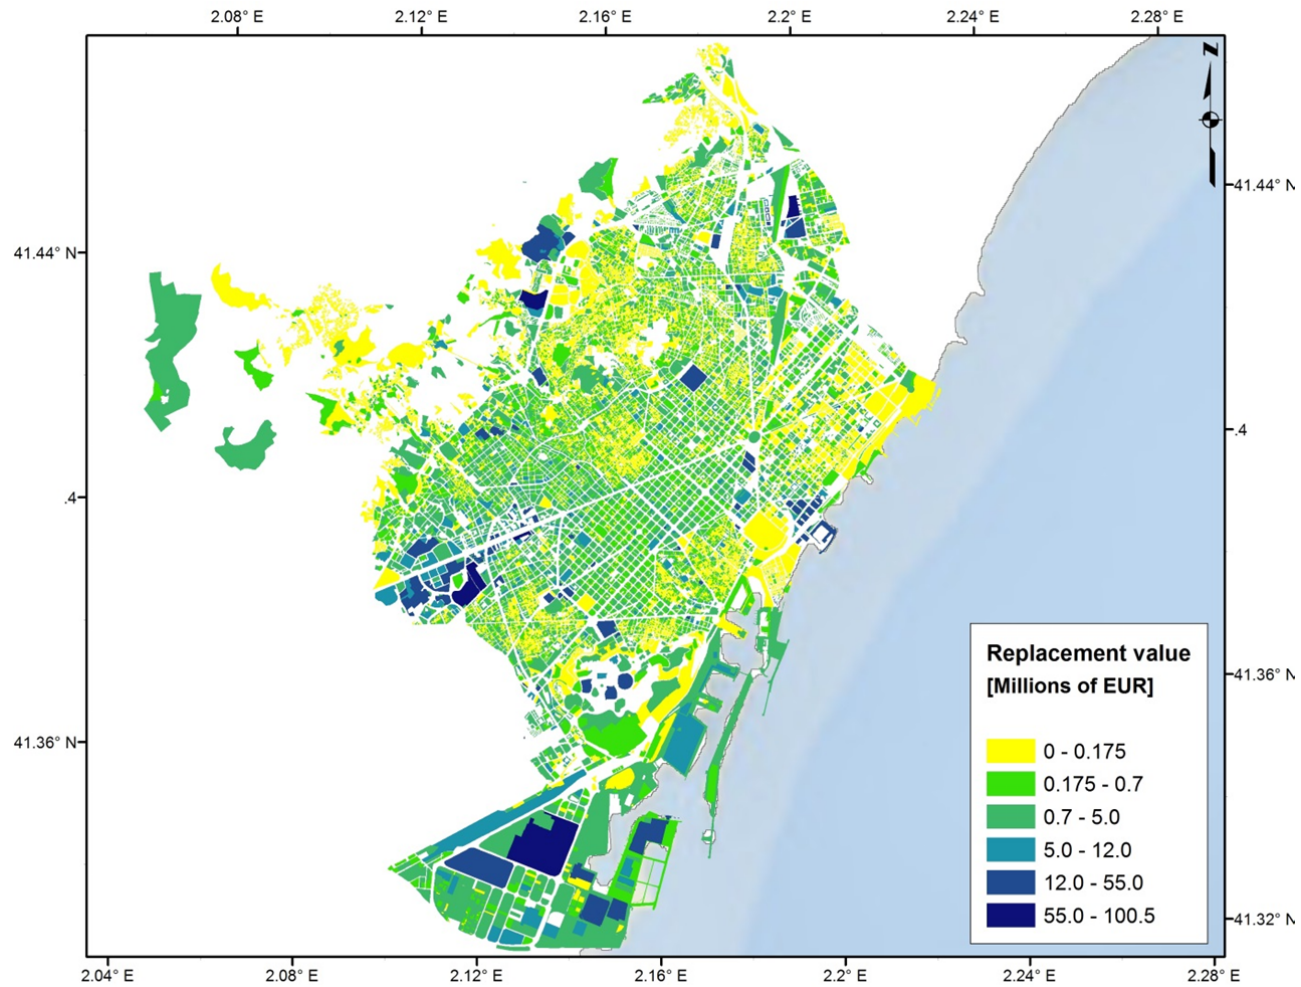 2.08° E 2.12° E 2.16° E 2.2° E 2.24° E 2.28° E
N
41.44° N
41.44° N
.4
.4
41.36° N
41.36° N
41.32° N
Replacement value
[Millions of EUR]
0 - 0.175
0.175 - 0.7
0.7 - 5.0
5.0 - 12.0
12.0 - 55.0
55.0 - 100.5
2.04° E 2.08° E 2.12° E 2.16° E 2.2° E 2.24° E 2.28° E